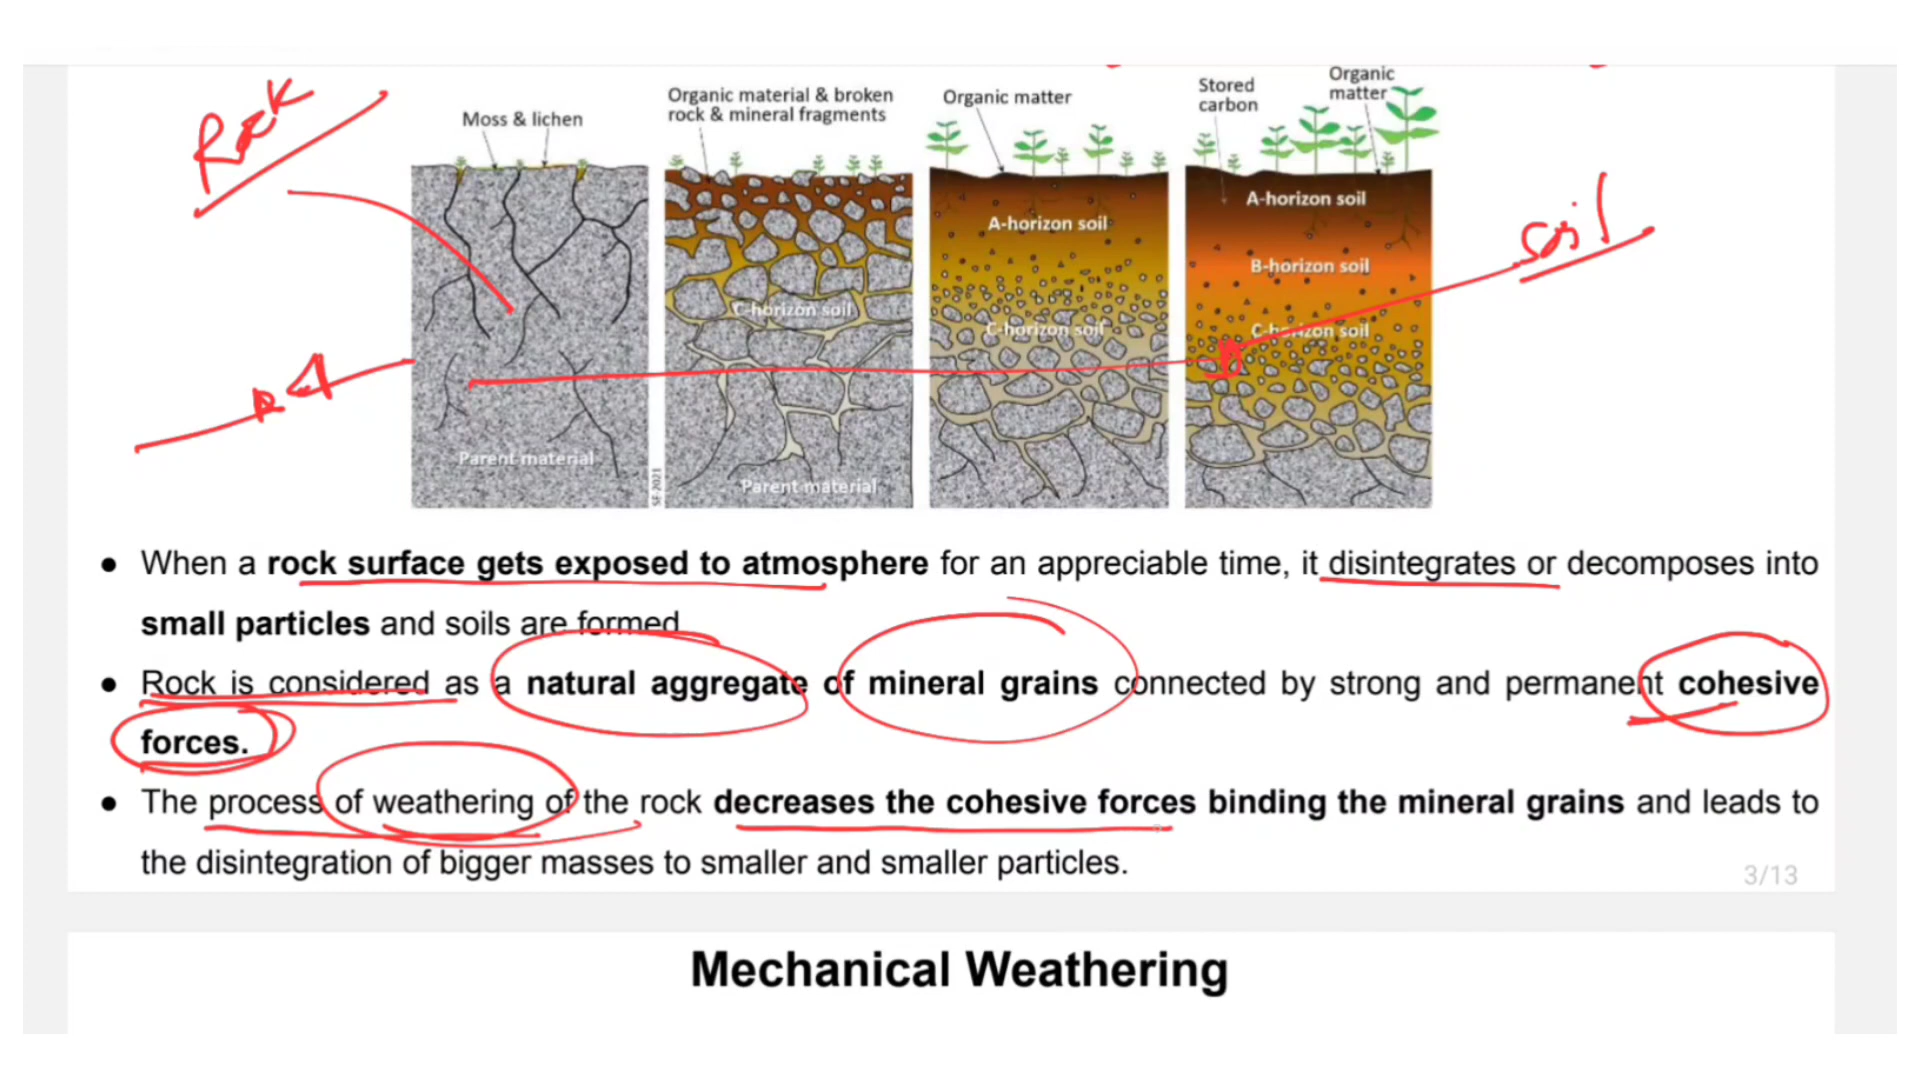 Rock
Moss & lichen
Organic material & broken
rock & mineral fragments
Organic matter
Stored
carbon
Organic
matter
A-horizon soil
A-horizon soil
soil
B-horizon soil
C-horizon soil
C-horizon soil
C-horizon soil
Parent material
Parent material
SF-2021
● When a rock surface gets exposed to atmosphere for an appreciable time, it disintegrates or decomposes into
small particles and soils are formed
● Rock is considered as a natural aggregate of mineral grains connected by strong and permanent cohesive
forces.
● The process of weathering of the rock decreases the cohesive forces binding the mineral grains and leads to
the disintegration of bigger masses to smaller and smaller particles.
3/13
Mechanical Weathering